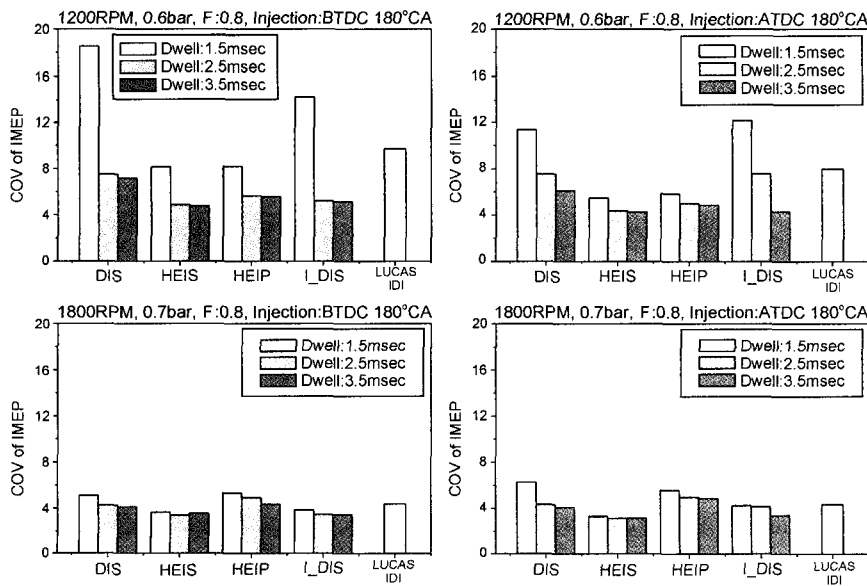 1200RPM, 0.6bar, F:0.8, Injection:BTDC 180°CA
20
16
12
8
4
0
COV of IMEP
Dwell:1.5msec
Dwell:2.5msec
Dwell:3.5msec
DIS
HEIS
HEIP
I_DIS
LUCAS
IDI
1200RPM, 0.6bar, F:0.8, Injection:ATDC 180°CA
20
16
12
8
4
0
COV of IMEP
Dwell:1.5msec
Dwell:2.5msec
Dwell:3.5msec
DIS
HEIS
HEIP
I_DIS
LUCAS
IDI
1800RPM, 0.7bar, F:0.8, Injection:BTDC 180°CA
20
16
12
8
4
0
COV of IMEP
Dwell:1.5msec
Dwell:2.5msec
Dwell:3.5msec
DIS
HEIS
HEIP
I_DIS
LUCAS
IDI
1800RPM, 0.7bar, F:0.8, Injection:ATDC 180°CA
20
16
12
8
4
0
COV of IMEP
Dwell:1.5msec
Dwell:2.5msec
Dwell:3.5msec
DIS
HEIS
HEIP
I_DIS
LUCAS
IDI